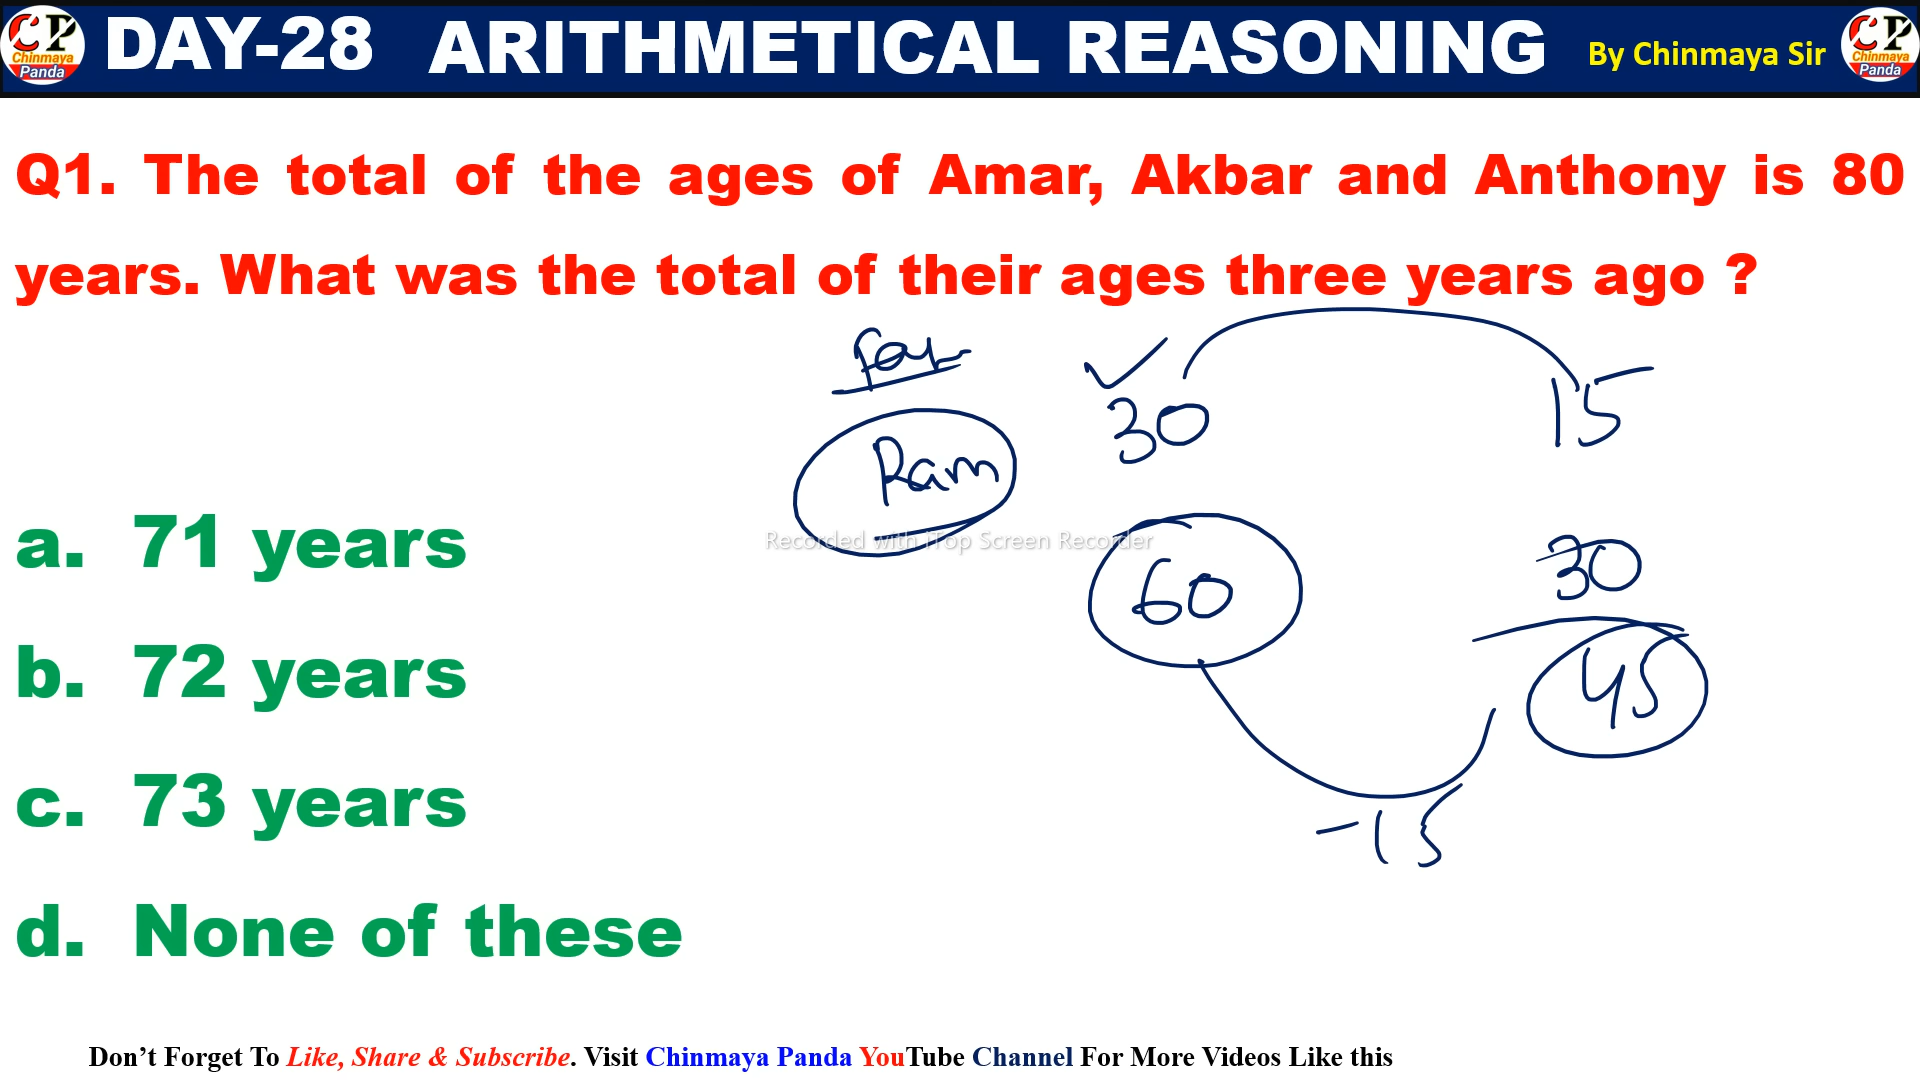 CP Chinmaya Panda DAY-28 ARITHMETICAL REASONING By Chinmaya Sir CP Chinmaya Panda
Q1. The total of the ages of Amar, Akbar and Anthony is 80
years. What was the total of their ages three years ago ?
30 15
Ram
Recorded with iTop Screen Recorder
a. 71 years
60 30
b. 72 years
45
c. 73 years
-15
d. None of these
Don’t Forget To Like, Share & Subscribe. Visit Chinmaya Panda YouTube Channel For More Videos Like this